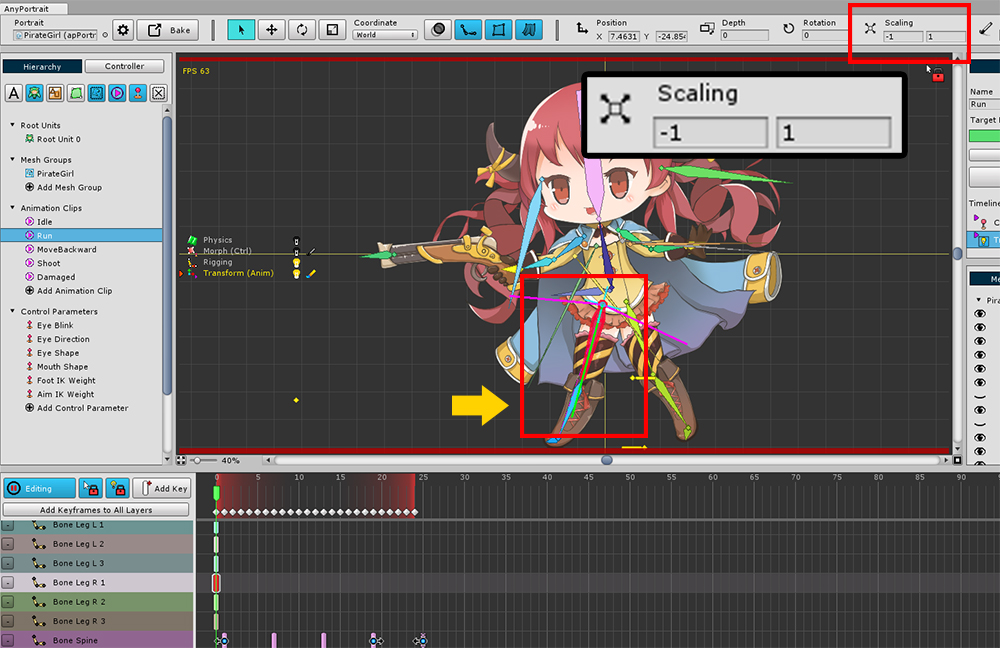 AnyPortrait
Portrait
PirateGirl (apPortr
Bake
Coordinate
World
Position
X 7.4631 Y -24.854
Depth
0
Rotation
0
Scaling
-1 1
Hierarchy Controller
A
FPS 63
Scaling
-1 1
Name
Run
Target
Root Units
Root Unit 0
Mesh Groups
PirateGirl
Add Mesh Group
Animation Clips
Idle
Run
MoveBackward
Shoot
Damaged
Add Animation Clip
Control Parameters
Eye Blink
Eye Direction
Eye Shape
Mouth Shape
Foot IK Weight
Aim IK Weight
Add Control Parameter
Physics
Morph (Ctrl)
Rigging
Transform (Anim)
Timeline
C
T
Me
Pira
40%
Editing Add Key
Add Keyframes to All Layers
0 5 10 15 20 25 30 35 40 45 50 55 60 65 70 75 80 85 90 95
Bone Leg L 1
Bone Leg L 2
Bone Leg L 3
Bone Leg R 1
Bone Leg R 2
Bone Leg R 3
Bone Spine